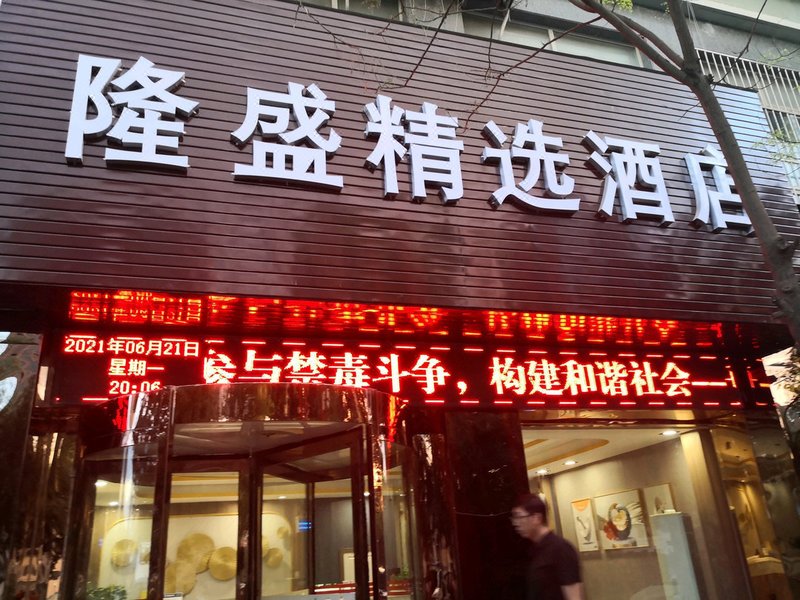 隆盛精选酒店
2021年06月21日
星期一
20:06
参与禁毒斗争，构建和谐社会